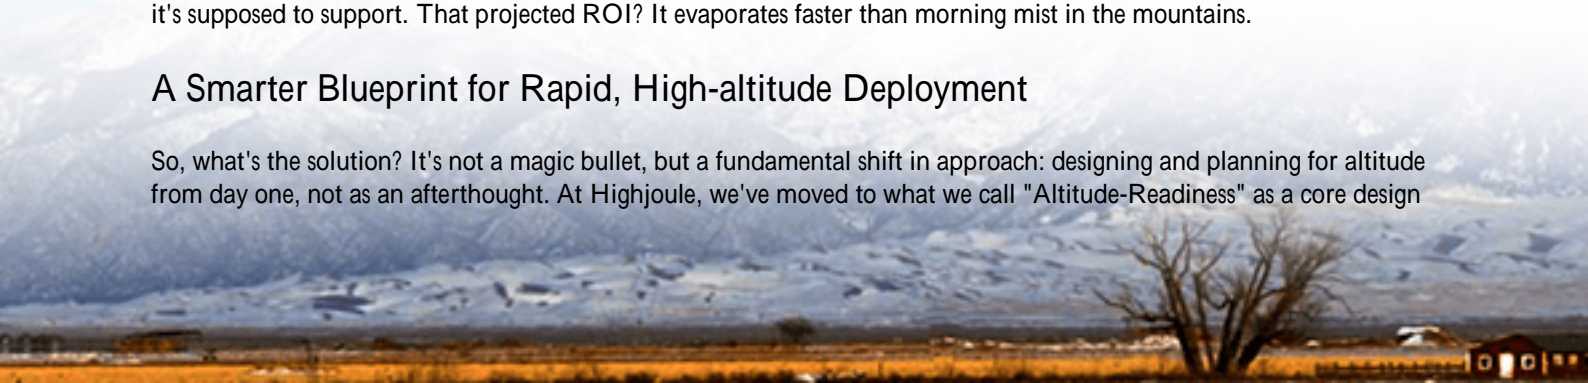 it's supposed to support. That projected ROI? It evaporates faster than morning mist in the mountains.
A Smarter Blueprint for Rapid, High-altitude Deployment
So, what's the solution? It's not a magic bullet, but a fundamental shift in approach: designing and planning for altitude
from day one, not as an afterthought. At Highjoule, we've moved to what we call "Altitude-Readiness" as a core design